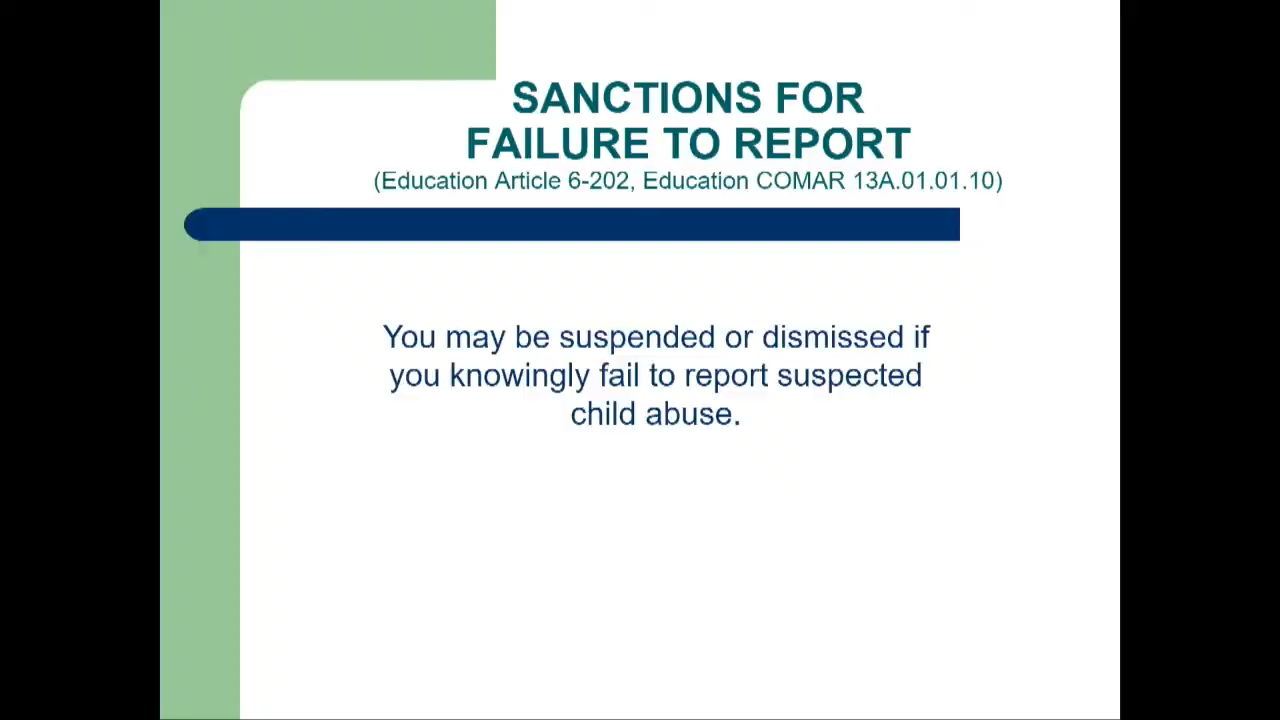 SANCTIONS FOR
FAILURE TO REPORT
(Education Article 6-202, Education COMAR 13A.01.01.10)
You may be suspended or dismissed if
you knowingly fail to report suspected
child abuse.